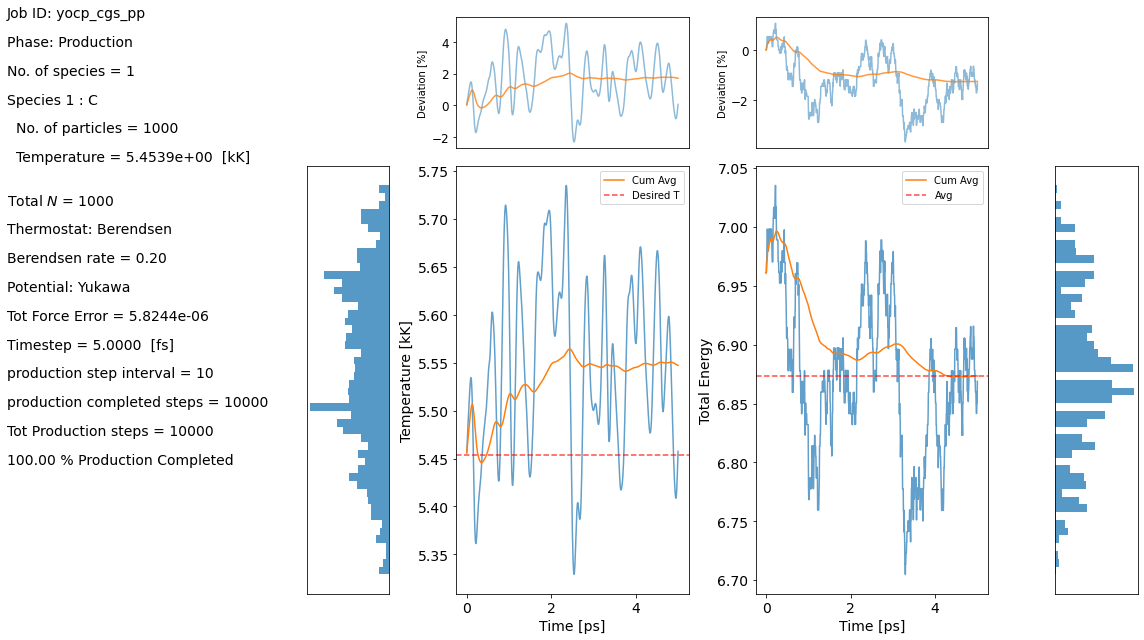 Job ID: yocp_cgs_pp
Phase: Production
No. of species = 1
Species 1 : C
No. of particles = 1000
Temperature = 5.4539e+00  [kK]
Total N = 1000
Thermostat: Berendsen
Berendsen rate = 0.20
Potential: Yukawa
Tot Force Error = 5.8244e-06
Timestep = 5.0000  [fs]
production step interval = 10
production completed steps = 10000
Tot Production steps = 10000
100.00 % Production Completed
Deviation [%]
4
2
0
−2
Deviation [%]
0
−2
Temperature [kK]
5.75
5.70
5.65
5.60
5.55
5.50
5.45
5.40
5.35
Cum Avg
Desired T
0
2
4
Time [ps]
Total Energy
7.05
7.00
6.95
6.90
6.85
6.80
6.75
6.70
Cum Avg
Avg
0
2
4
Time [ps]